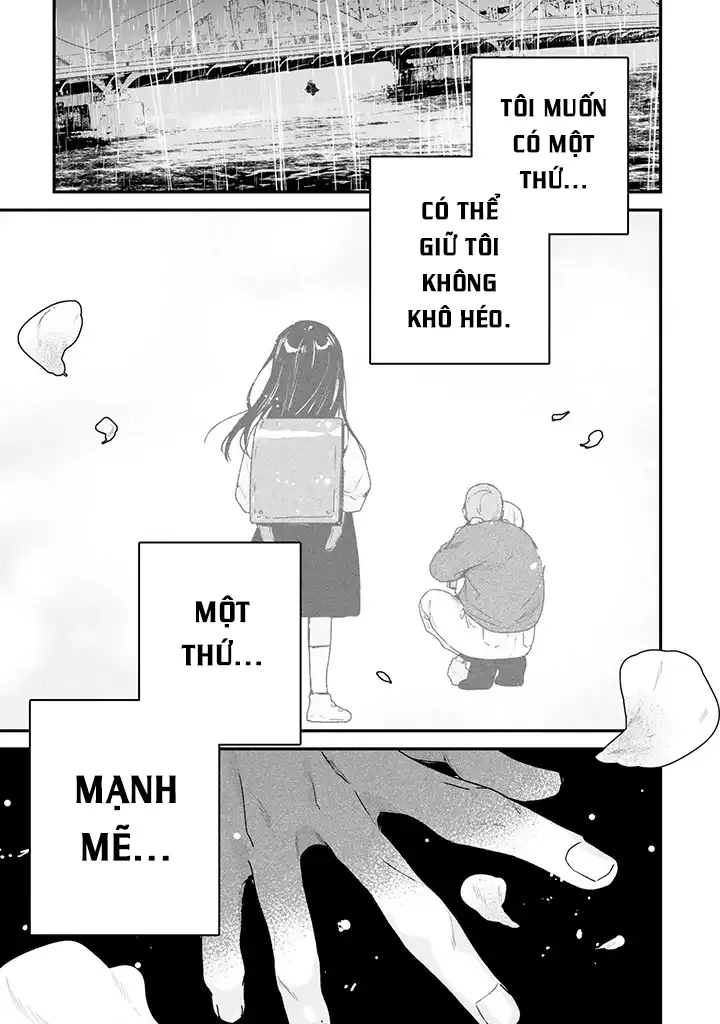 TÔI MUỐN
CÓ MỘT
THỨ...
CÓ THỂ
GIỮ TÔI
KHÔNG
KHÔ HÉO.
MỘT
THỨ...
MẠNH
MẼ...